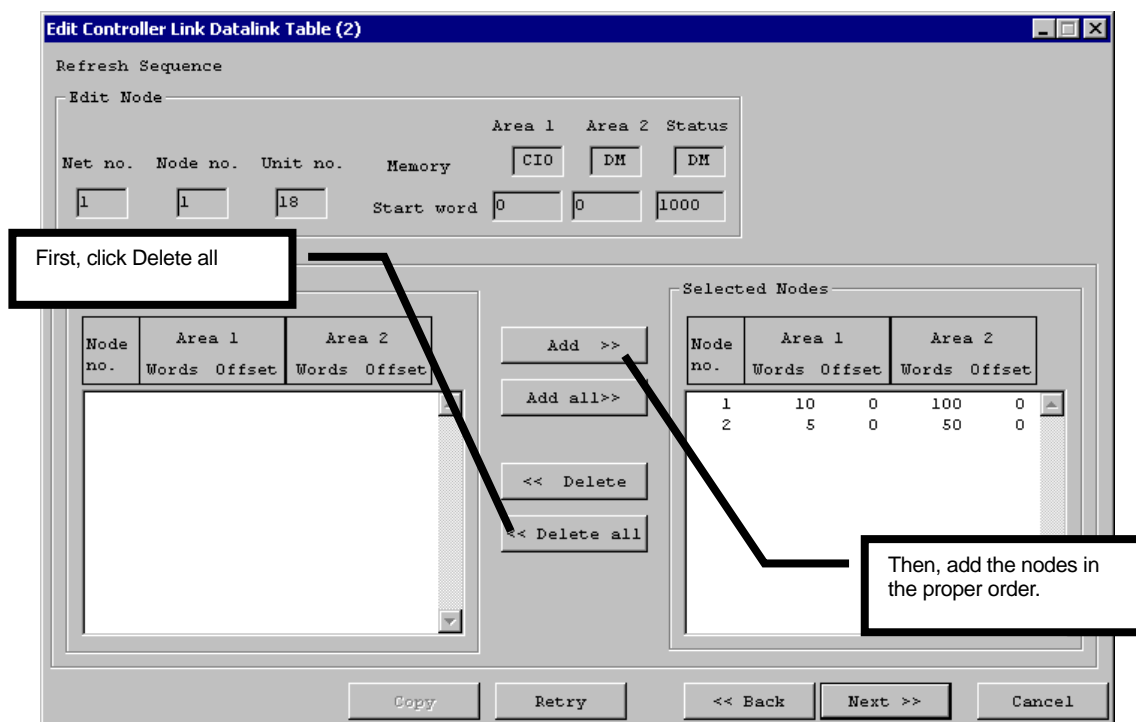 Edit Controller Link Datalink Table (2)
Refresh Sequence
Edit Node
Area 1 Area 2 Status
Net no. Node no. Unit no. Memory CIO DM DM
1 1 18 Start word 0 0 1000
First, click Delete all
Selected Nodes
Node no. Area 1 Area 2
Words Offset Words Offset
Add >>
Add all>>
<< Delete
<< Delete all
Node no. Area 1 Area 2
Words Offset Words Offset
1 10 0 100 0
2 5 0 50 0
Then, add the nodes in
the proper order.
Copy Retry << Back Next >> Cancel